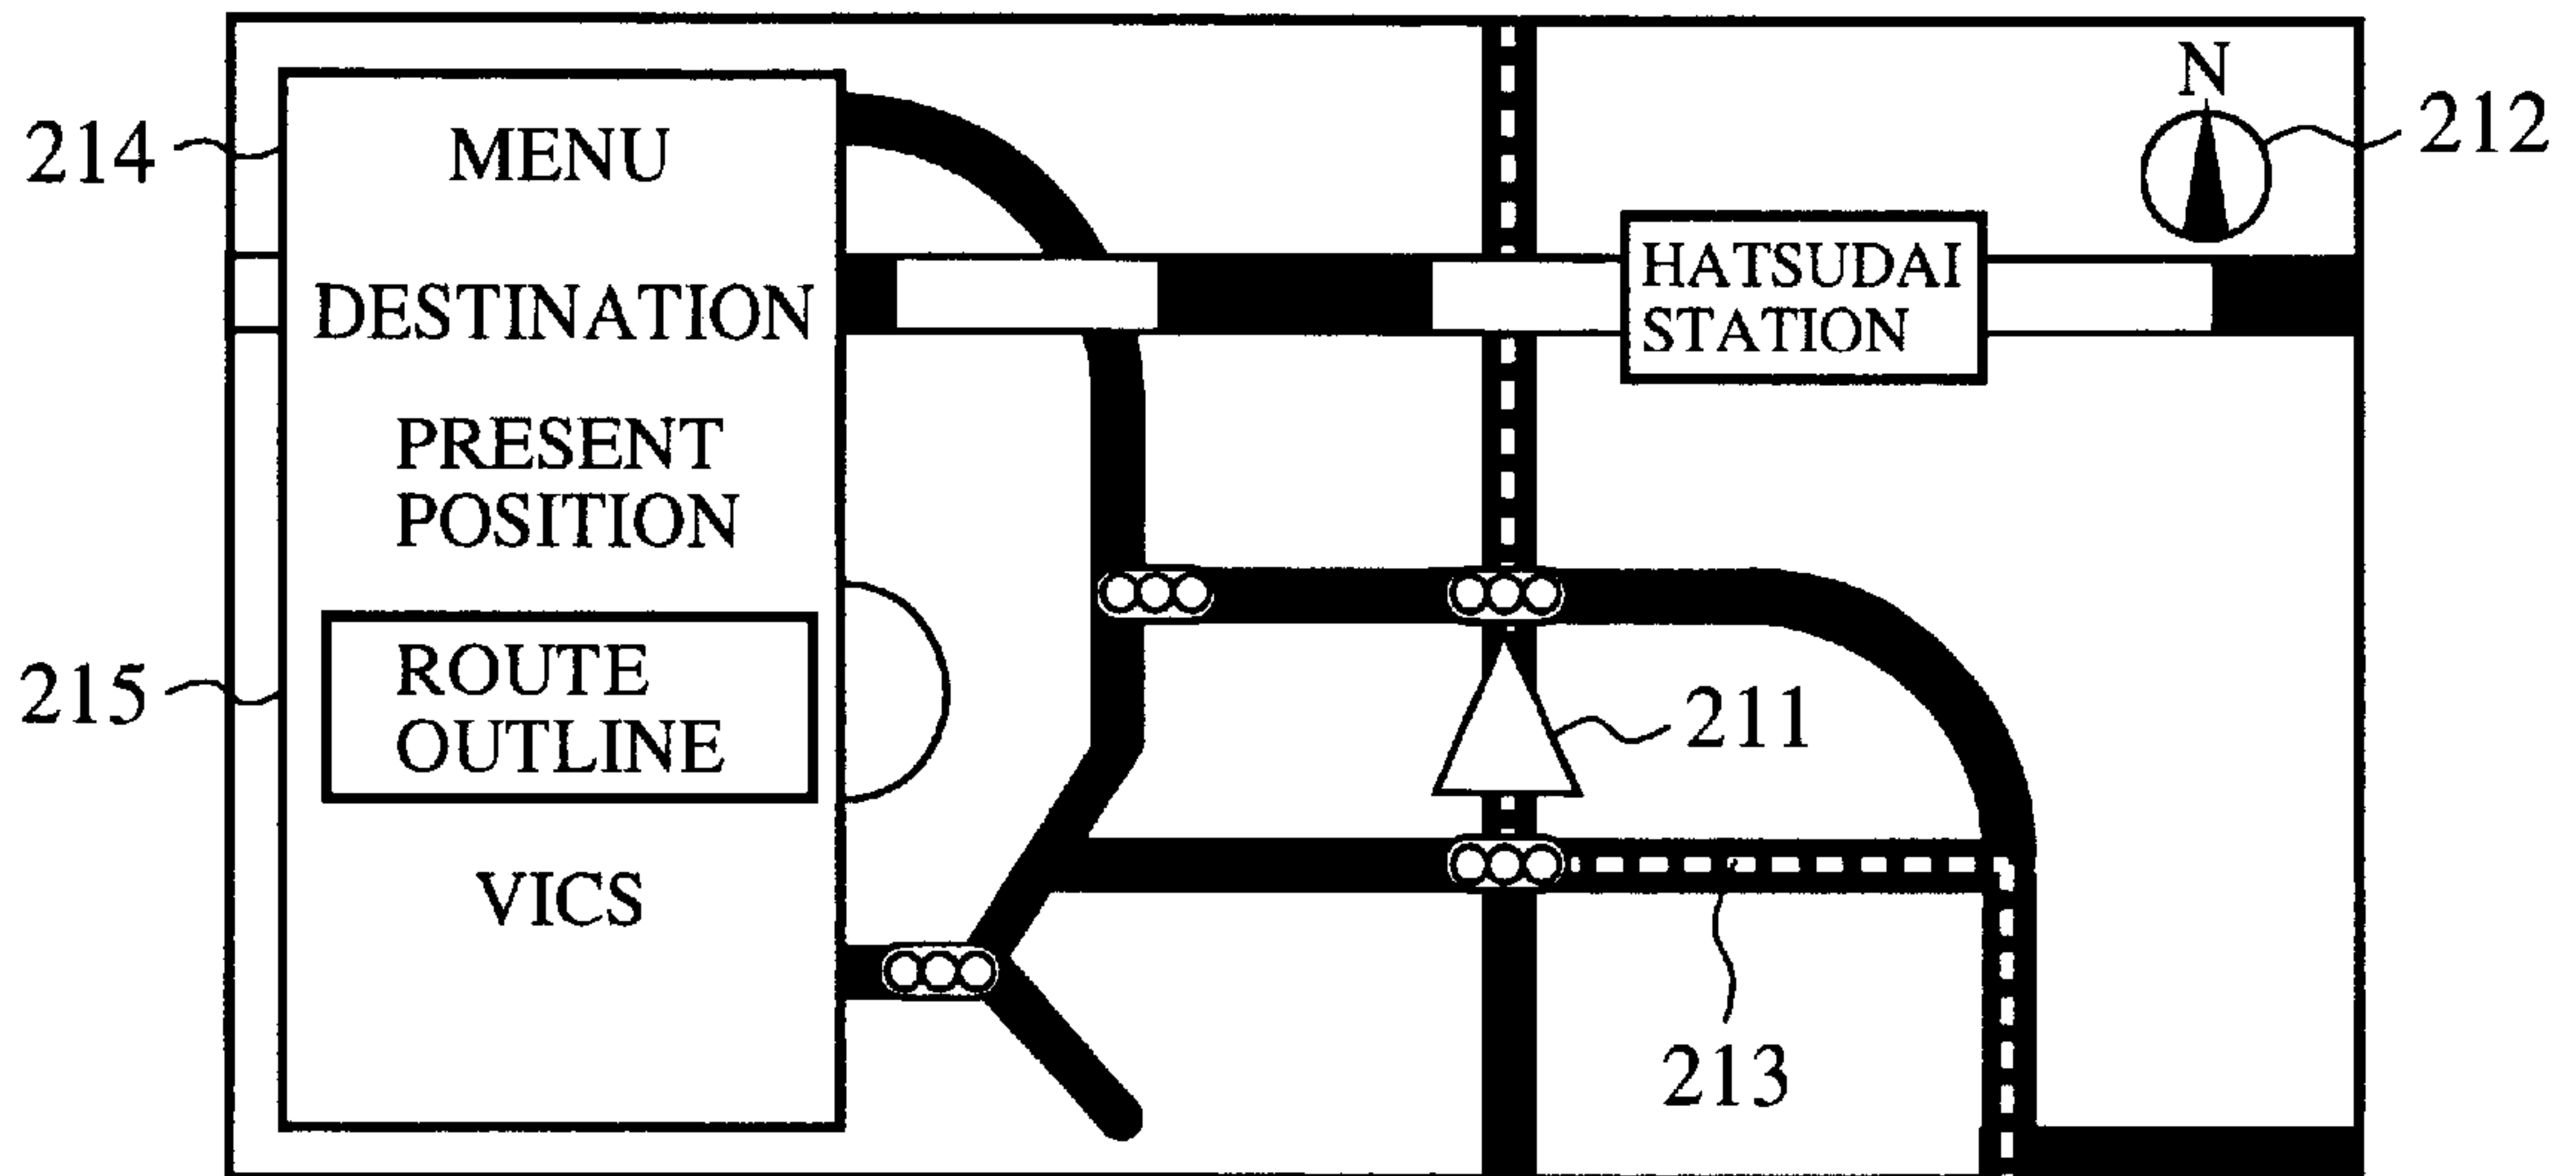 N
212
214
MENU
HATSUDAI
STATION
DESTINATION
PRESENT
POSITION
215
ROUTE
OUTLINE
211
VICS
213